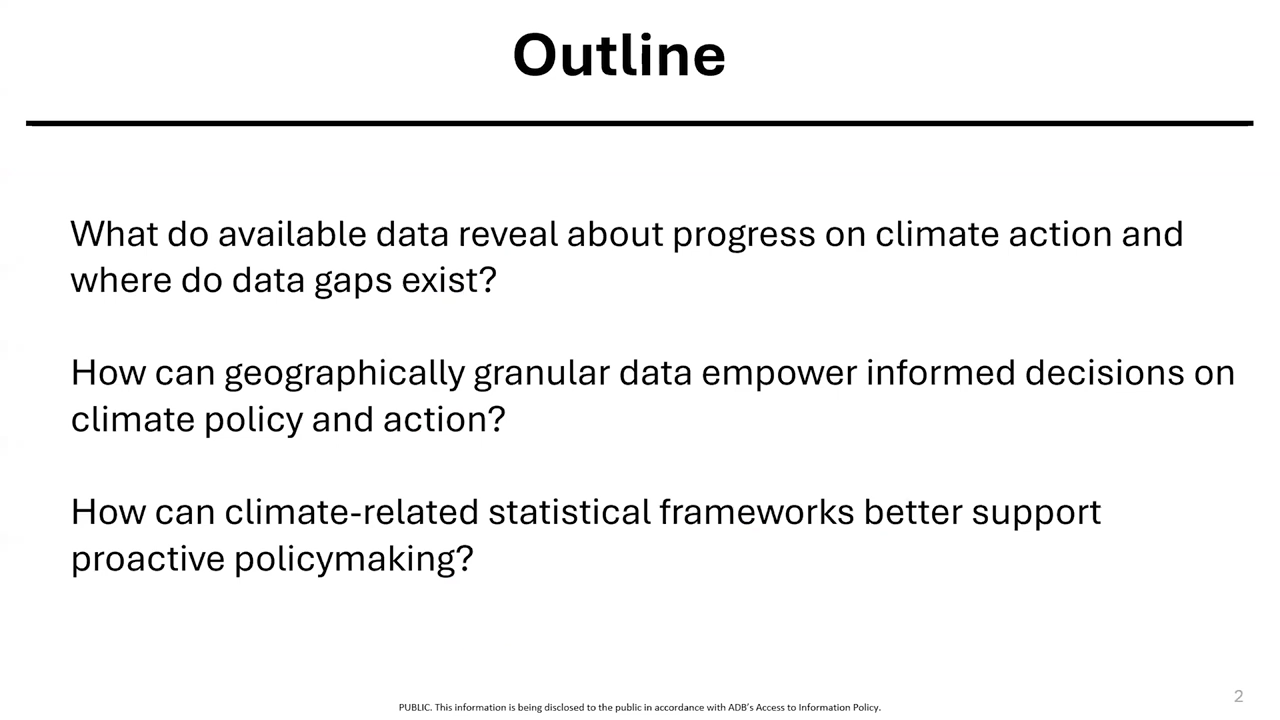 Outline
What do available data reveal about progress on climate action and
where do data gaps exist?
How can geographically granular data empower informed decisions on
climate policy and action?
How can climate-related statistical frameworks better support
proactive policymaking?
2
PUBLIC. This information is being disclosed to the public in accordance with ADB's Access to Information Policy.